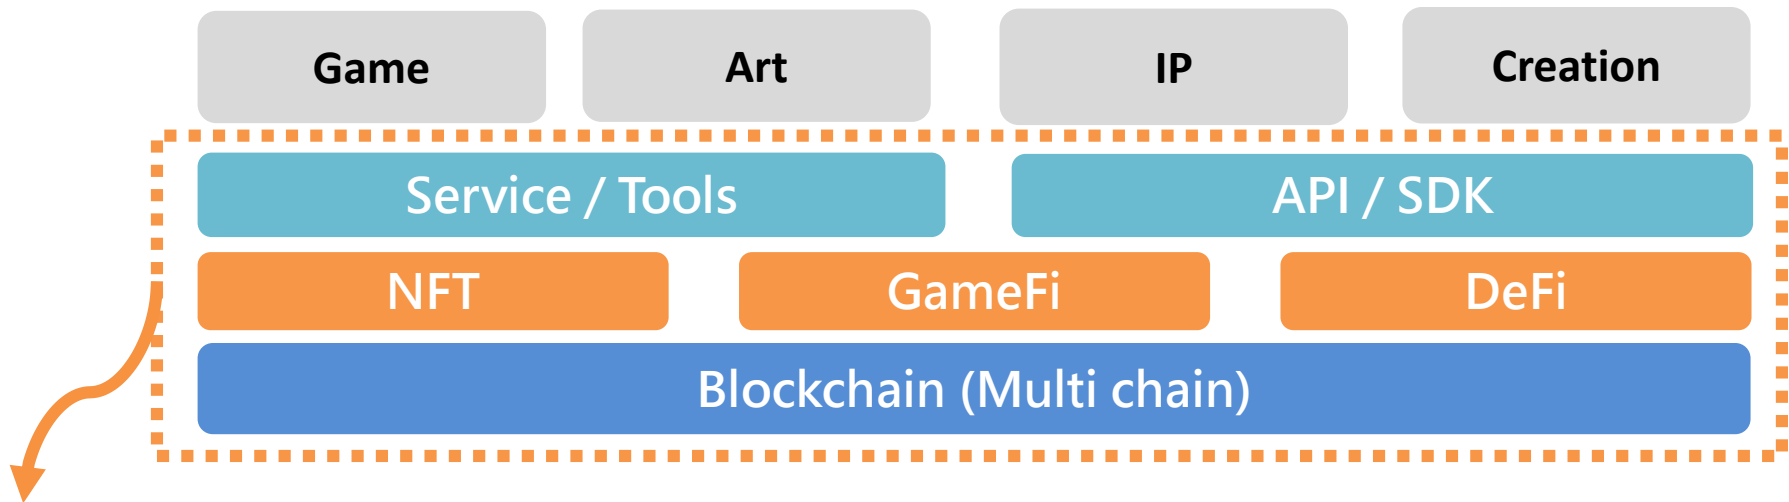 Game
Art
IP
Creation
Service / Tools
API / SDK
NFT
GameFi
DeFi
Blockchain (Multi chain)